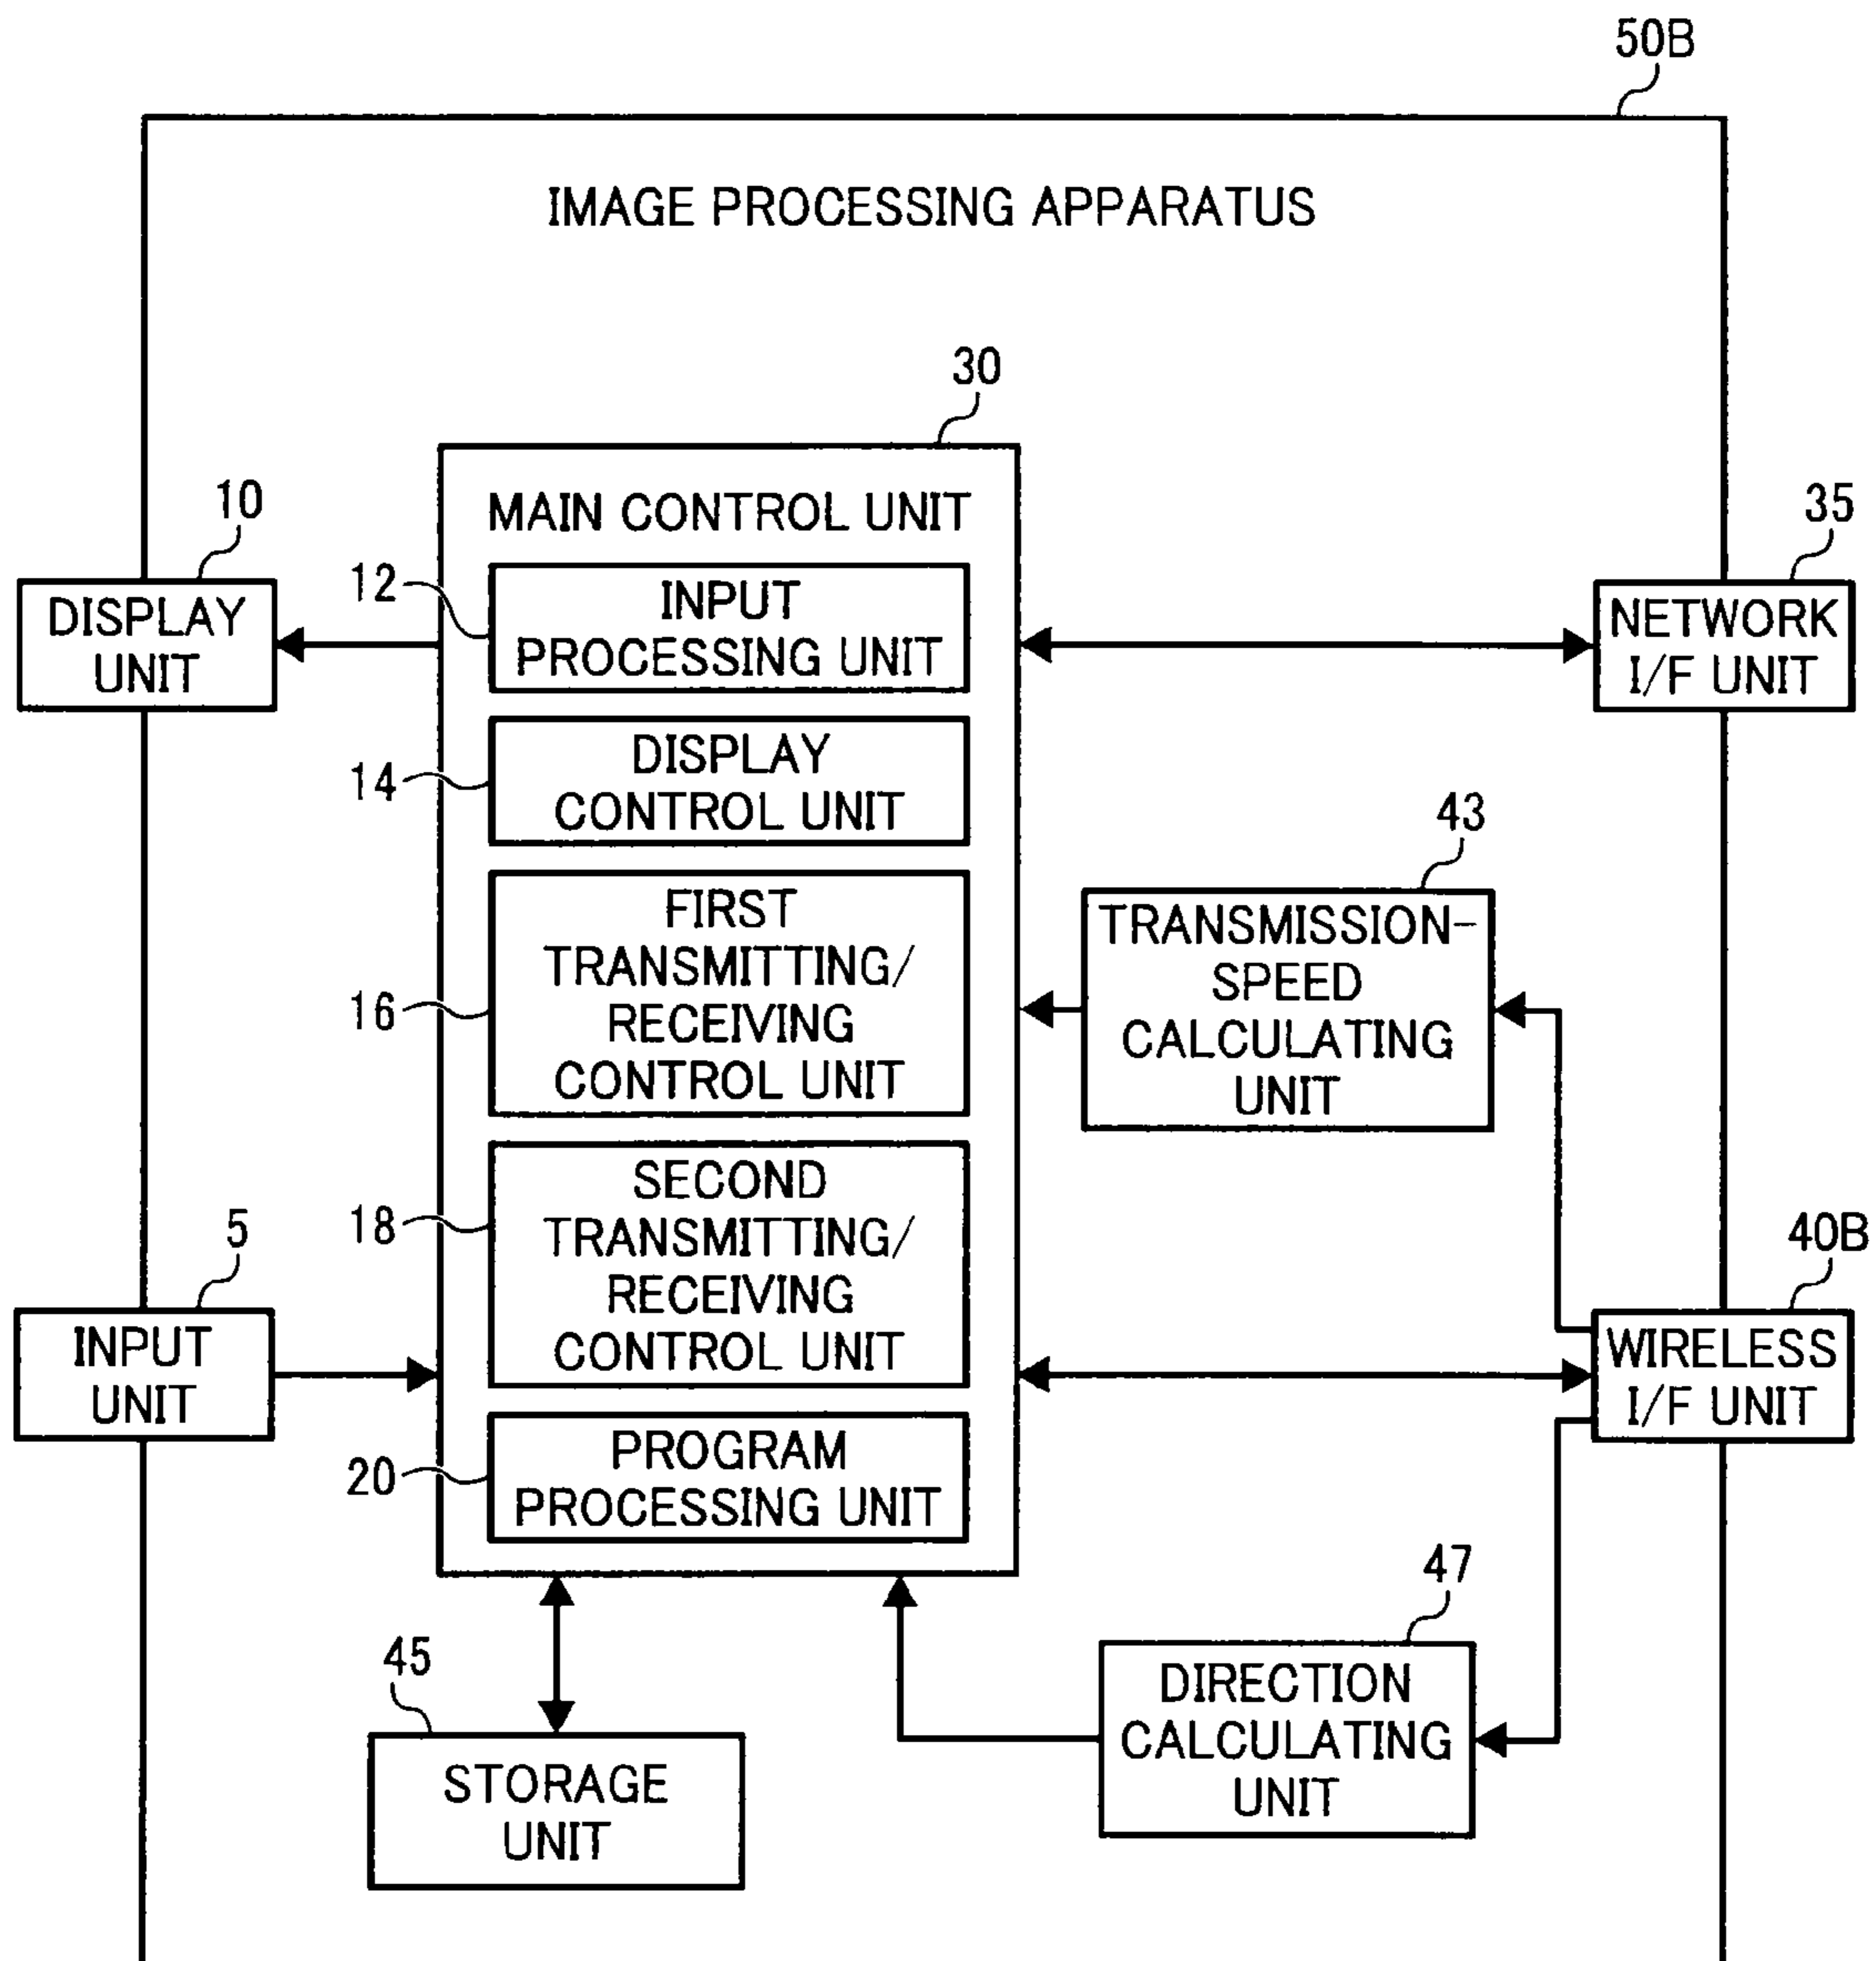 50B
IMAGE PROCESSING APPARATUS
30
MAIN CONTROL UNIT
10
DISPLAY
UNIT
12
INPUT
PROCESSING UNIT
35
NETWORK
I/F UNIT
14
DISPLAY
CONTROL UNIT
16
FIRST
TRANSMITTING/
RECEIVING
CONTROL UNIT
43
TRANSMISSION-
SPEED
CALCULATING
UNIT
18
SECOND
TRANSMITTING/
RECEIVING
CONTROL UNIT
5
INPUT
UNIT
40B
WIRELESS
I/F UNIT
20
PROGRAM
PROCESSING UNIT
47
DIRECTION
CALCULATING
UNIT
45
STORAGE
UNIT